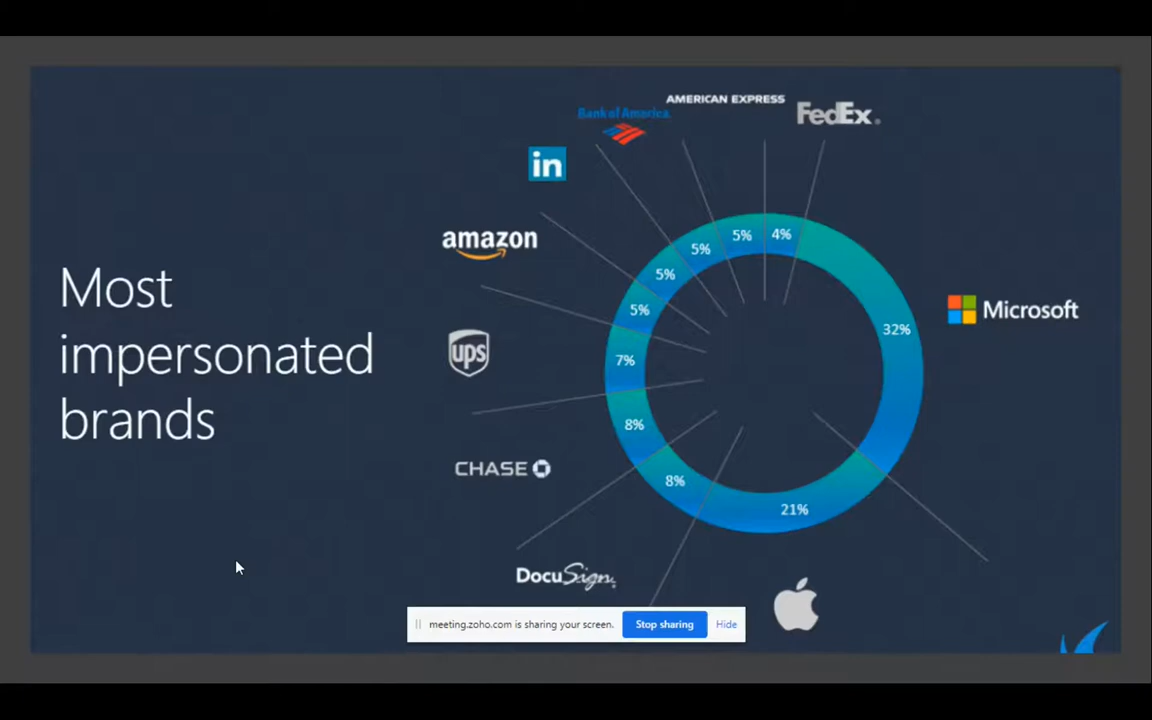 Most
impersonated
brands
AMERICAN EXPRESS
Bank of America
FedEx
in
amazon
Microsoft
ups
CHASE
DocuSign
5%
4%
5%
5%
5%
32%
7%
8%
8%
21%
meeting.zoho.com is sharing your screen. Stop sharing Hide